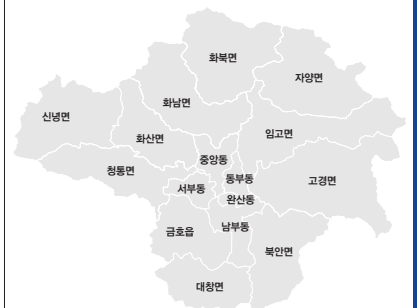 화북면
자양면
화남면
신녕면
임고면
화산면
중앙동
청통면
동부동
고경면
서부동
완산동
남부동
금호읍
북안면
대창면